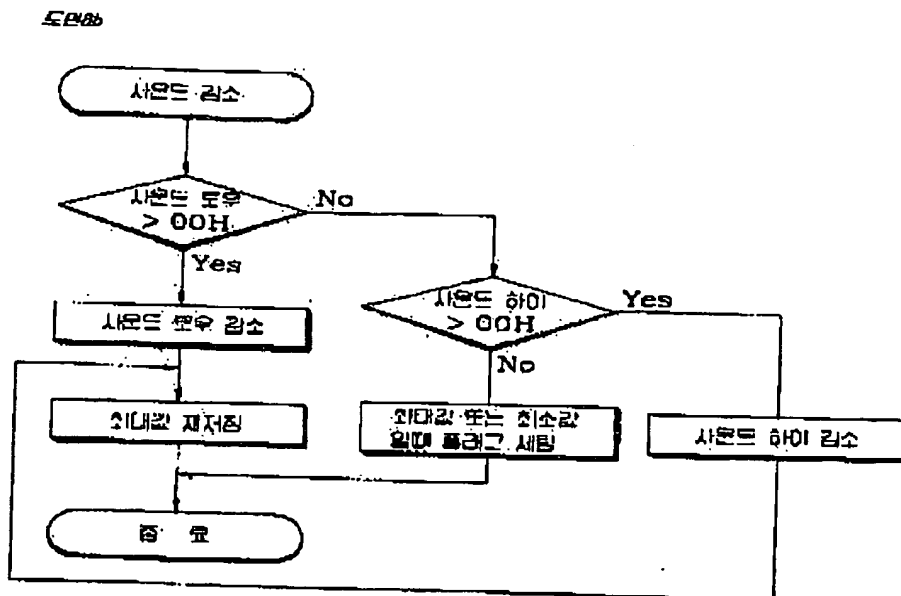 도면8b
사운드 감소
사운드 로우
> 00H
No
Yes
사운드 하이
> 00H
Yes
No
사운드 로우 감소
최대값 재저장
최대값 또는 최소값
일때 플래그 세팅
사운드 하이 감소
종 료